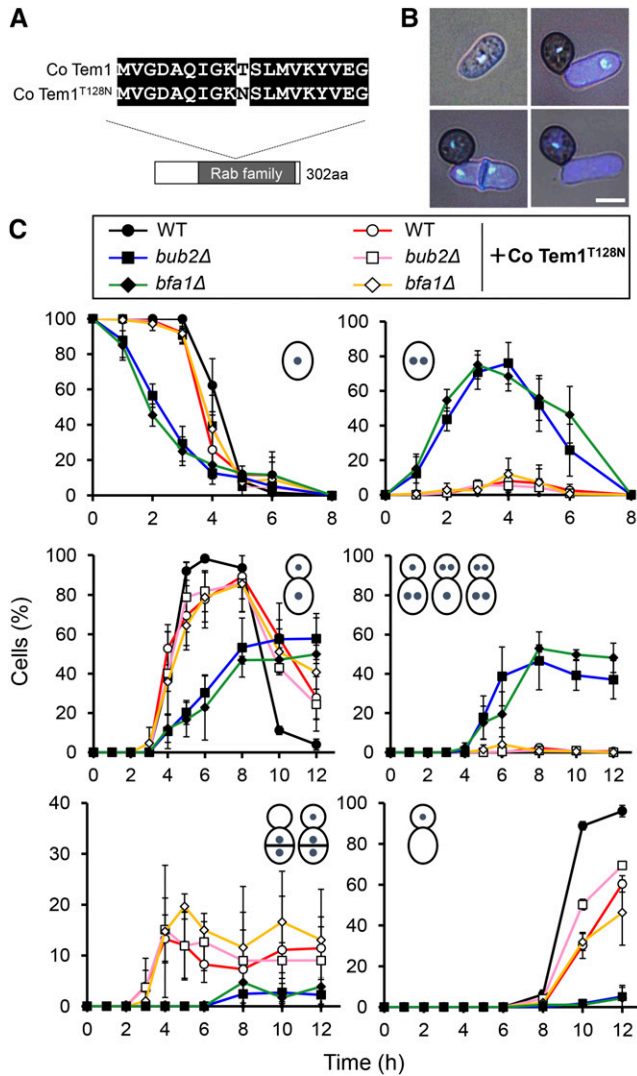 A
Co Tem1 MVGDAQIGKTSLMVKYVEG
Co Tem1T128N MVGDAQIGKNSLMVKYVEG
Rab family 302aa
B
C
WT WT
bub2Δ bub2Δ +Co Tem1T128N
bfa1Δ bfa1Δ
100
80
60
40
20
0
0 2 4 6 8
100
80
60
40
20
0
0 2 4 6 8
Cells (%)
100
80
60
40
20
0
0 2 4 6 8 10 12
100
80
60
40
20
0
0 2 4 6 8 10 12
40
30
20
10
0
0 2 4 6 8 10 12
100
80
60
40
20
0
0 2 4 6 8 10 12
Time (h)